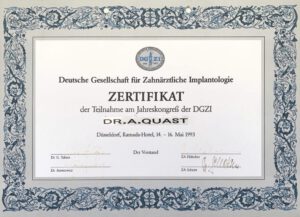 DGZI
Deutsche Gesellschaft für Zahnärztliche Implantologie
ZERTIFIKAT
der Teilnahme am Jahreskongreß der DGZI
DR.A.QUAST
Düsseldorf, Ramada-Hotel, 14. - 16. Mai 1993
Der Vorstand